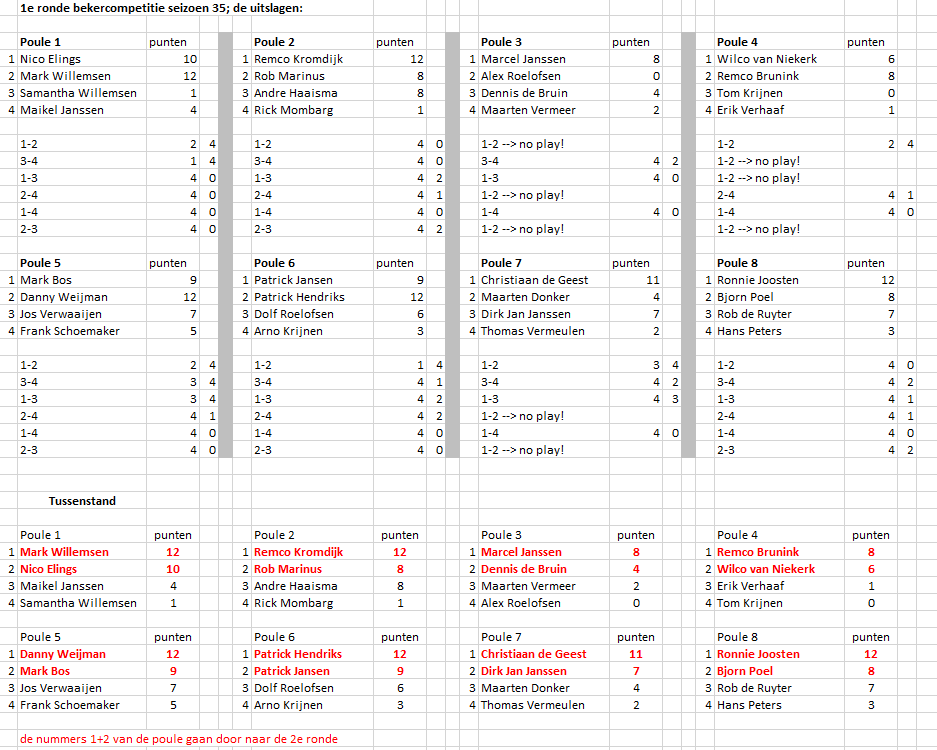 1e ronde bekercompetitie seizoen 35; de uitslagen:
Poule 1 punten Poule 2 punten Poule 3 punten Poule 4 punten
1 Nico Elings 10 1 Remco Kromdijk 12 1 Marcel Janssen 8 1 Wilco van Niekerk 6
2 Mark Willemsen 12 2 Rob Marinus 8 2 Alex Roelofsen 0 2 Remco Brunink 8
3 Samantha Willemsen 1 3 Andre Haaisma 8 3 Dennis de Bruin 4 3 Tom Krijnen 0
4 Maikel Janssen 4 4 Rick Mombarg 1 4 Maarten Vermeer 2 4 Erik Verhaaf 1
1-2 2 4 1-2 4 0 1-2 --> no play! 1-2 2 4
3-4 1 4 3-4 4 0 3-4 4 2 1-2 --> no play!
1-3 4 0 1-3 4 2 1-3 4 0 1-2 --> no play!
2-4 4 0 2-4 4 1 1-2 --> no play! 2-4 4 1
1-4 4 0 1-4 4 0 1-4 4 0 1-4 4 0
2-3 4 0 2-3 4 2 1-2 --> no play! 1-2 --> no play!
Poule 5 punten Poule 6 punten Poule 7 punten Poule 8 punten
1 Mark Bos 9 1 Patrick Jansen 9 1 Christiaan de Geest 11 1 Ronnie Joosten 12
2 Danny Weijman 12 2 Patrick Hendriks 12 2 Maarten Donker 4 2 Bjorn Poel 8
3 Jos Verwaaijen 7 3 Dolf Roelofsen 6 3 Dirk Jan Janssen 7 3 Rob de Ruyter 7
4 Frank Schoemaker 5 4 Arno Krijnen 3 4 Thomas Vermeulen 2 4 Hans Peters 3
1-2 2 4 1-2 1 4 1-2 3 4 1-2 4 0
3-4 3 4 3-4 4 1 3-4 4 2 3-4 4 2
1-3 3 4 1-3 4 2 1-3 4 3 1-3 4 1
2-4 4 1 2-4 4 2 1-2 --> no play! 2-4 4 1
1-4 4 0 1-4 4 0 1-4 4 0 1-4 4 0
2-3 4 0 2-3 4 0 1-2 --> no play! 2-3 4 2
Tussenstand
Poule 1 punten Poule 2 punten Poule 3 punten Poule 4 punten
1 Mark Willemsen 12 1 Remco Kromdijk 12 1 Marcel Janssen 8 1 Remco Brunink 8
2 Nico Elings 10 2 Rob Marinus 8 2 Dennis de Bruin 4 2 Wilco van Niekerk 6
3 Maikel Janssen 4 3 Andre Haaisma 8 3 Maarten Vermeer 2 3 Erik Verhaaf 1
4 Samantha Willemsen 1 4 Rick Mombarg 1 4 Alex Roelofsen 0 4 Tom Krijnen 0
Poule 5 punten Poule 6 punten Poule 7 punten Poule 8 punten
1 Danny Weijman 12 1 Patrick Hendriks 12 1 Christiaan de Geest 11 1 Ronnie Joosten 12
2 Mark Bos 9 2 Patrick Jansen 9 2 Dirk Jan Janssen 7 2 Bjorn Poel 8
3 Jos Verwaaijen 7 3 Dolf Roelofsen 6 3 Maarten Donker 4 3 Rob de Ruyter 7
4 Frank Schoemaker 5 4 Arno Krijnen 3 4 Thomas Vermeulen 2 4 Hans Peters 3
de nummers 1+2 van de poule gaan door naar de 2e ronde